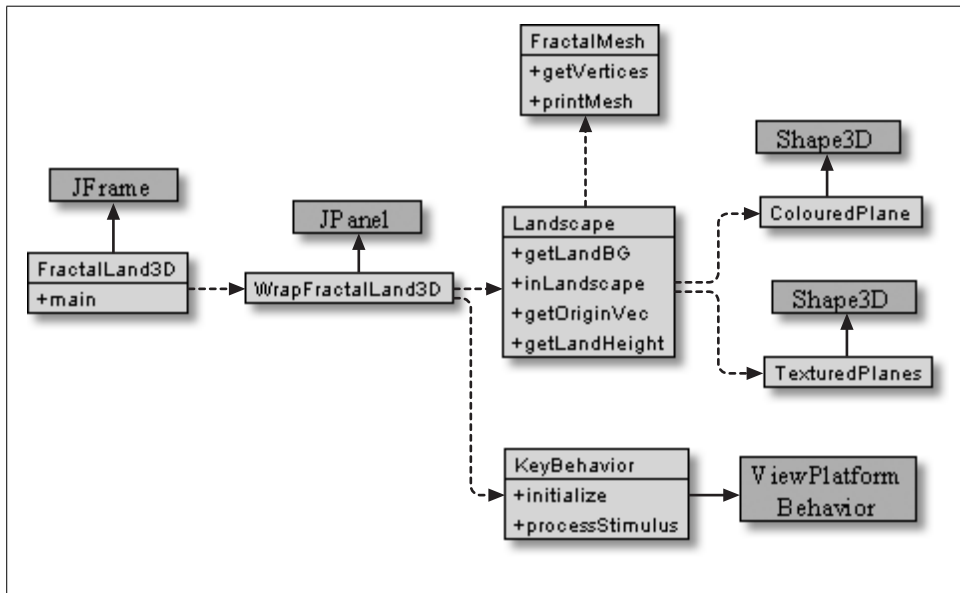 FractalMesh
+getVertices
+printMesh
Shape3D
ColouredPlane
JFrame
FractalLand3D
+main
JPanel
WrapFractalLand3D
Landscape
+getLandBG
+inLandscape
+getOriginVec
+getLandHeight
Shape3D
TexturedPlanes
KeyBehavior
+initialize
+processStimulus
ViewPlatform
Behavior